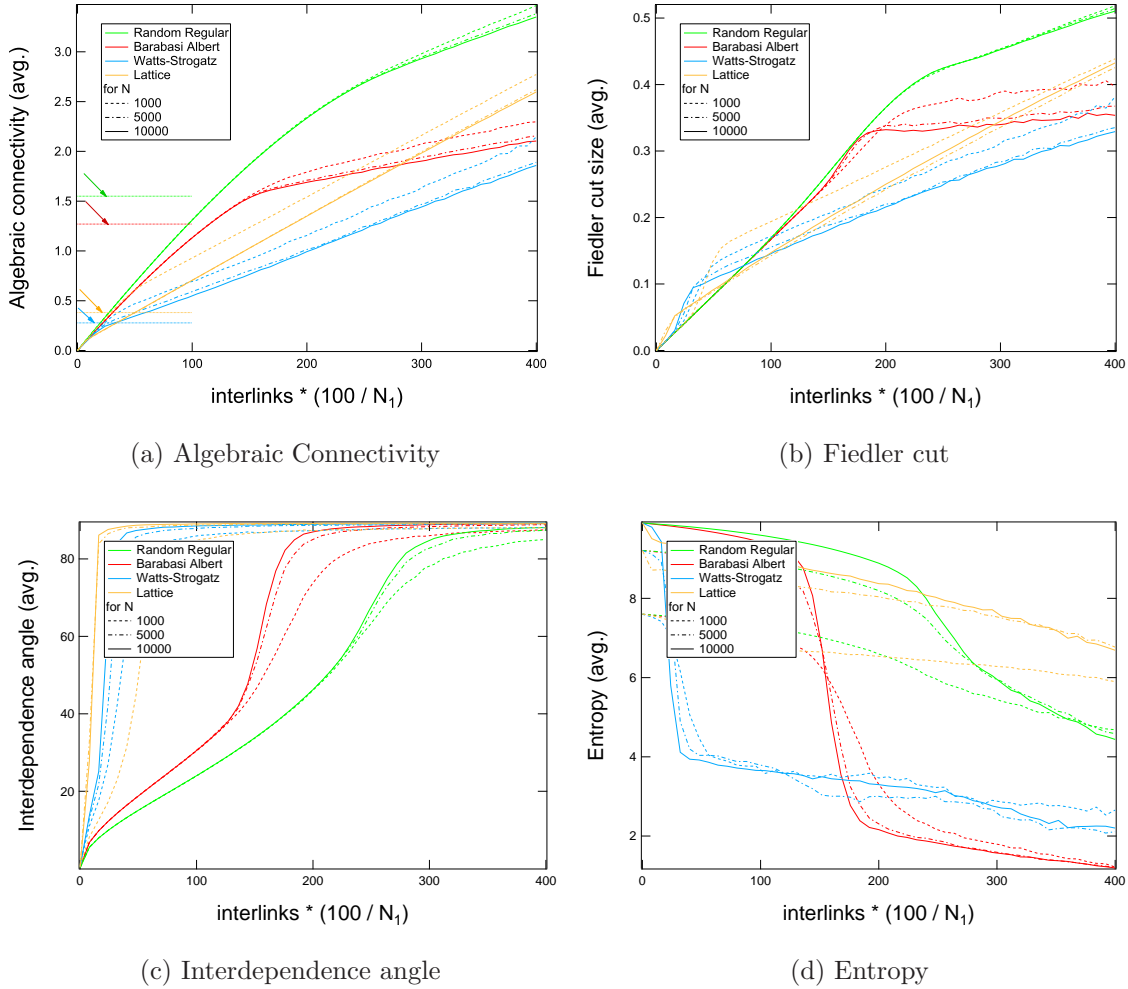 Algebraic connectivity (avg.)
3.5
3.0
2.5
2.0
1.5
1.0
0.5
0.0
0
100
200
300
400
interlinks * (100 / N1)
Random Regular
Barabasi Albert
Watts-Strogatz
Lattice
for N
1000
5000
10000
(a) Algebraic Connectivity
Fiedler cut size (avg.)
0.5
0.4
0.3
0.2
0.1
0.0
0
100
200
300
400
interlinks * (100 / N1)
Random Regular
Barabasi Albert
Watts-Strogatz
Lattice
for N
1000
5000
10000
(b) Fiedler cut
Interdependence angle (avg.)
80
60
40
20
0
100
200
300
400
interlinks * (100 / N1)
Random Regular
Barabasi Albert
Watts-Strogatz
Lattice
for N
1000
5000
10000
(c) Interdependence angle
Entropy (avg.)
8
6
4
2
0
100
200
300
400
interlinks * (100 / N1)
Random Regular
Barabasi Albert
Watts-Strogatz
Lattice
for N
1000
5000
10000
(d) Entropy